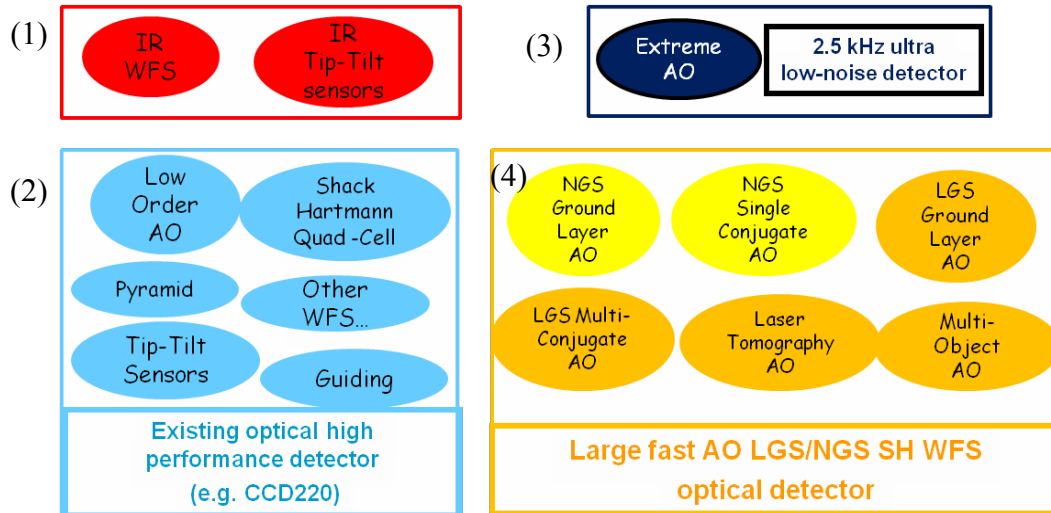 (1)
IR
WFS
IR
Tip-Tilt
sensors
(3)
Extreme
AO
2.5 kHz ultra
low-noise detector
(2)
Low
Order
AO
Shack
Hartmann
Quad -Cell
Pyramid
Other
WFS...
Tip-Tilt
Sensors
Guiding
Existing optical high
performance detector
(e.g. CCD220)
(4)
NGS
Ground
Layer
AO
NGS
Single
Conjugate
AO
LGS
Ground
Layer
AO
LGS Multi-
Conjugate
AO
Laser
Tomography
AO
Multi-
Object
AO
Large fast AO LGS/NGS SH WFS
optical detector